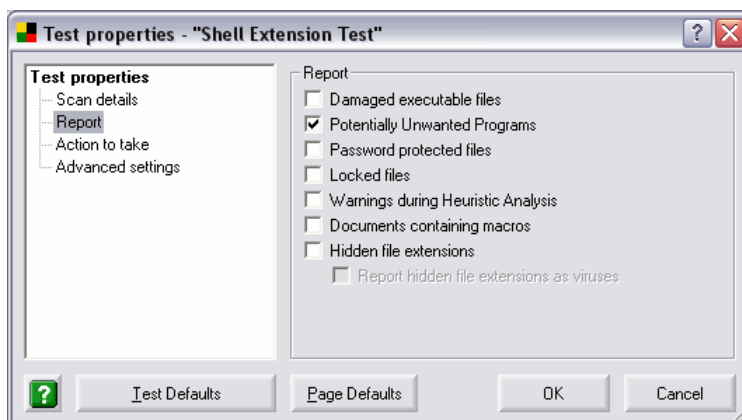 Test properties - "Shell Extension Test"
?
Test properties
Scan details
Report
Action to take
Advanced settings
Report
Damaged executable files
Potentially Unwanted Programs
Password protected files
Locked files
Warnings during Heuristic Analysis
Documents containing macros
Hidden file extensions
Report hidden file extensions as viruses
?
Test Defaults
Page Defaults
OK
Cancel